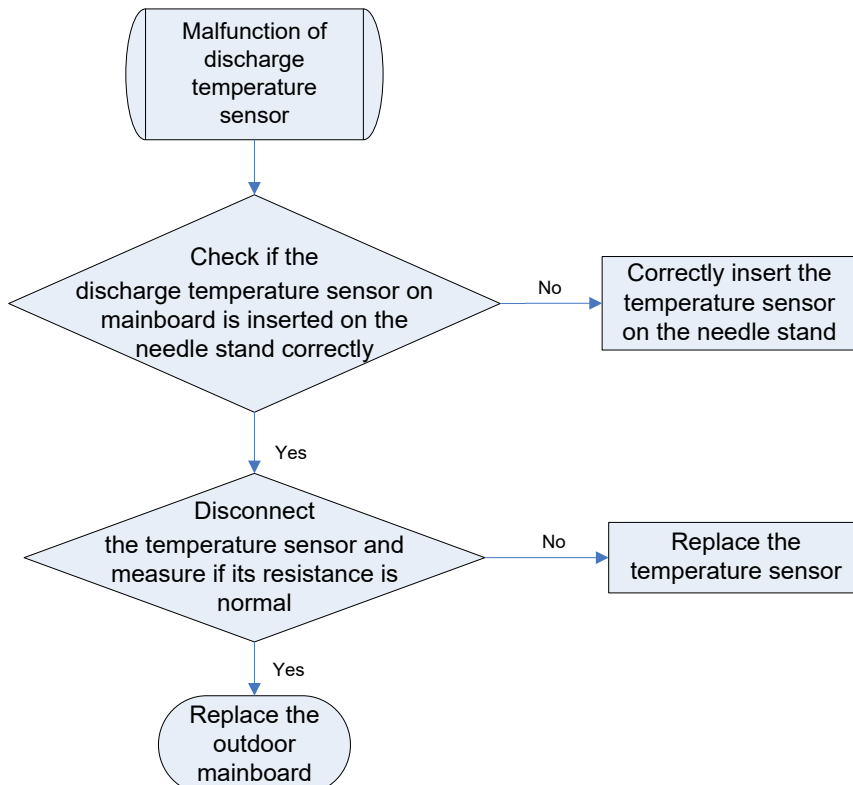 Malfunction of
discharge
temperature
sensor
Check if the
discharge temperature sensor on
mainboard is inserted on the
needle stand correctly
No
Correctly insert the
temperature sensor
on the needle stand
Yes
Disconnect
the temperature sensor and
measure if its resistance is
normal
No
Replace the
temperature sensor
Yes
Replace the
outdoor
mainboard